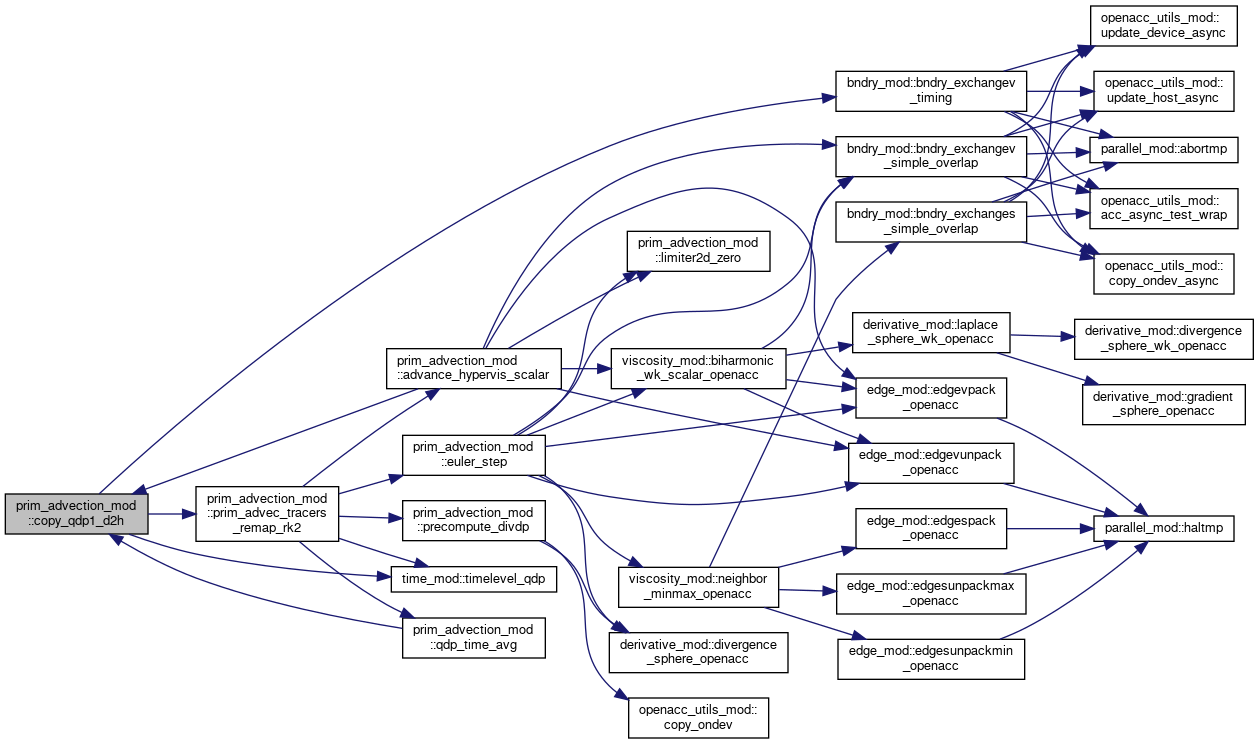 openacc_utils_mod::
update_device_async
bndry_mod::bndry_exchangev
_timing
openacc_utils_mod::
update_host_async
bndry_mod::bndry_exchangev
_simple_overlap
parallel_mod::abortmp
openacc_utils_mod::
acc_async_test_wrap
bndry_mod::bndry_exchanges
_simple_overlap
prim_advection_mod
::limiter2d_zero
openacc_utils_mod::
copy_ondev_async
derivative_mod::laplace
_sphere_wk_openacc
derivative_mod::divergence
_sphere_wk_openacc
prim_advection_mod
::advance_hypervis_scalar
viscosity_mod::biharmonic
_wk_scalar_openacc
edge_mod::edgevpack
_openacc
derivative_mod::gradient
_sphere_openacc
prim_advection_mod
::euler_step
edge_mod::edgevunpack
_openacc
prim_advection_mod
::copy_qdp1_d2h
prim_advection_mod
::prim_advec_tracers
_remap_rk2
prim_advection_mod
::precompute_divdp
edge_mod::edgespack
_openacc
parallel_mod::haltmp
time_mod::timelevel_qdp
viscosity_mod::neighbor
_minmax_openacc
edge_mod::edgesunpackmax
_openacc
prim_advection_mod
::qdp_time_avg
derivative_mod::divergence
_sphere_openacc
edge_mod::edgesunpackmin
_openacc
openacc_utils_mod::
copy_ondev